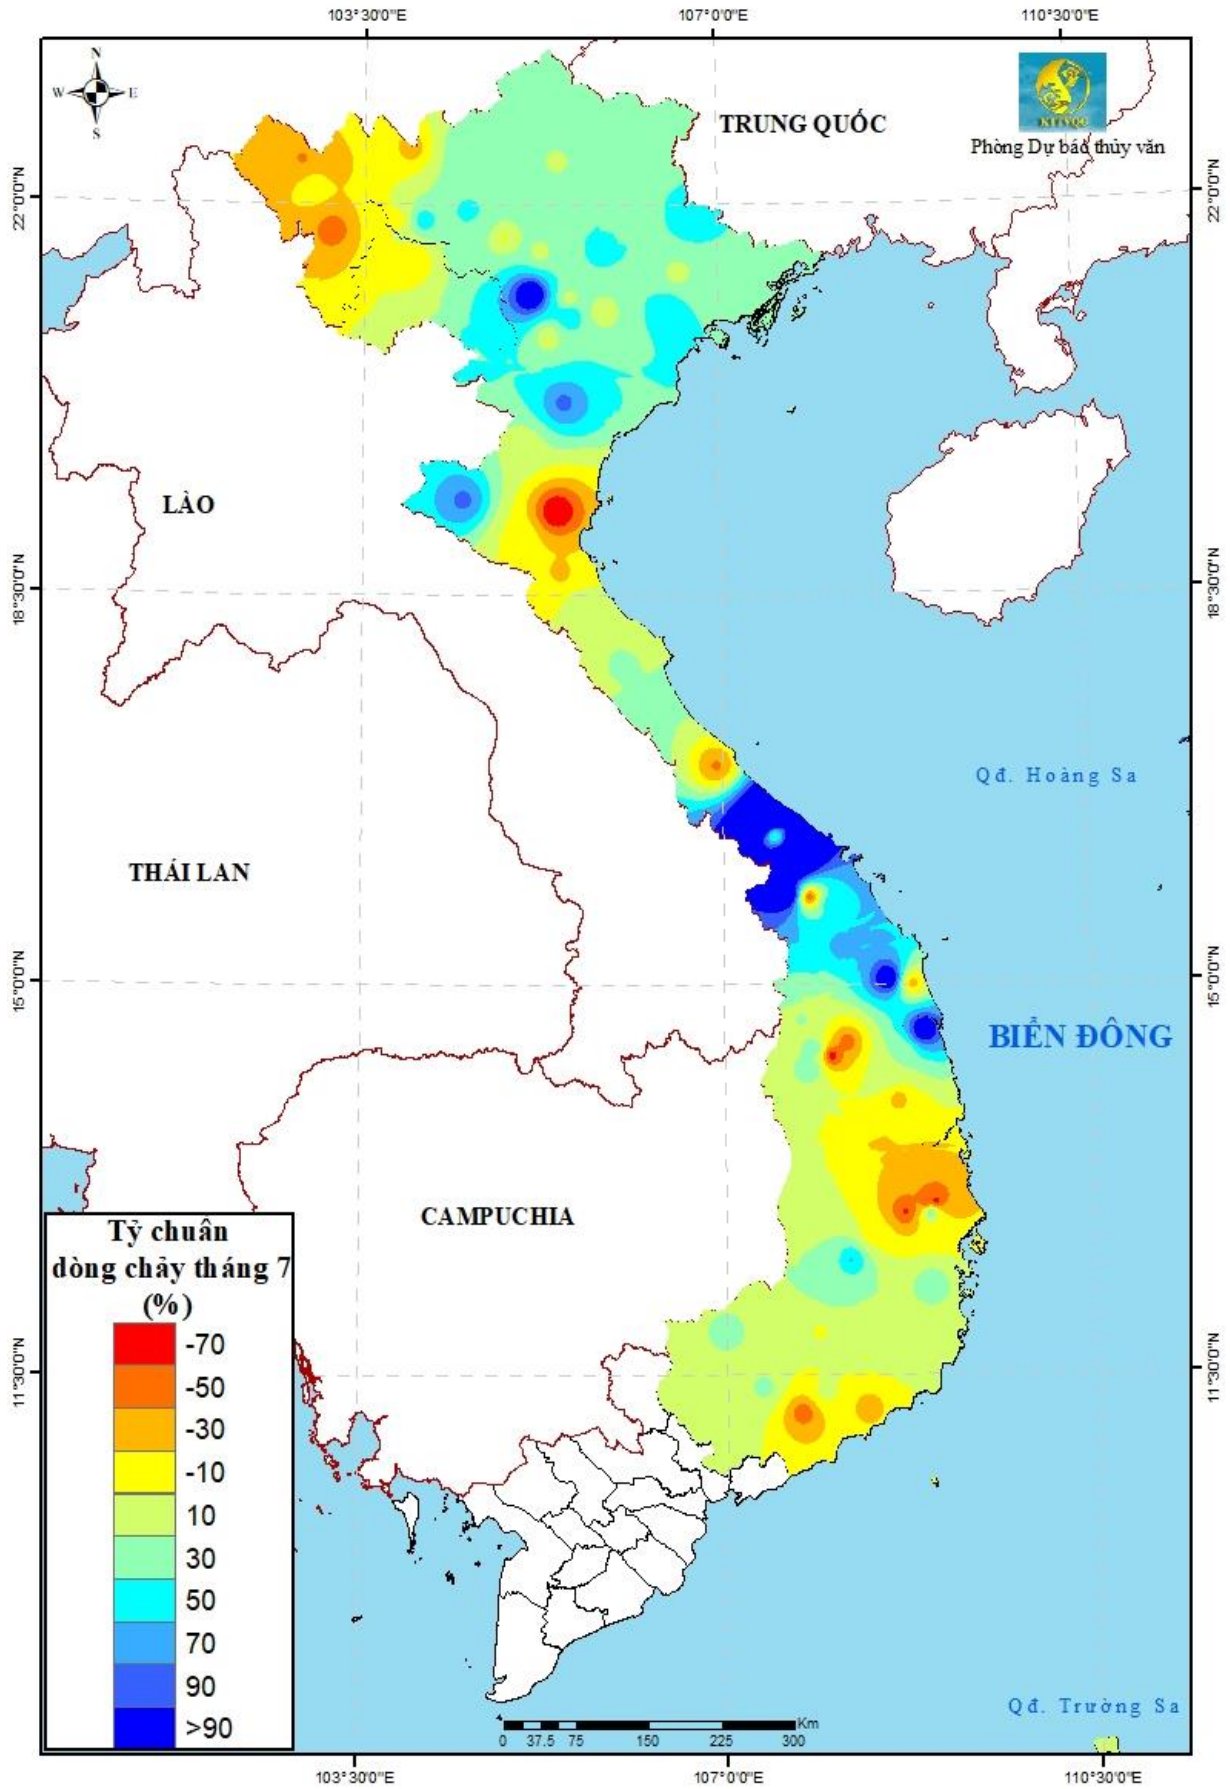 103°30'0"E 107°0'0"E 110°30'0"E
N
W E
S
KTTVQG
Phòng Dự báo thủy văn
TRUNG QUỐC
22°0'0"N 22°0'0"N
LÀO
18°30'0"N 18°30'0"N
Qđ. Hoàng Sa
THÁI LAN
15°0'0"N 15°0'0"N
BIỂN ĐÔNG
CAMPUCHIA
Tỷ chuẩn
dòng chảy tháng 7
(%)
-70
-50
-30
-10
10
30
50
70
90
>90
11°30'0"N 11°30'0"N
Qđ. Trường Sa
Km
0 37.5 75 150 225 300
103°30'0"E 107°0'0"E 110°30'0"E